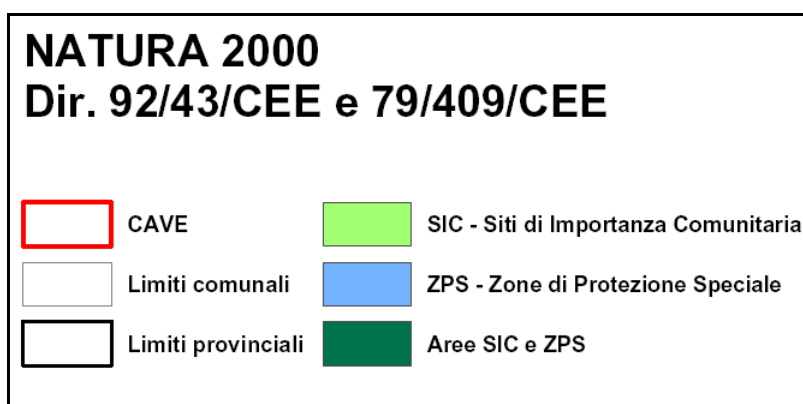 NATURA 2000
Dir. 92/43/CEE e 79/409/CEE
CAVE
SIC - Siti di Importanza Comunitaria
Limiti comunali
ZPS - Zone di Protezione Speciale
Limiti provinciali
Aree SIC e ZPS